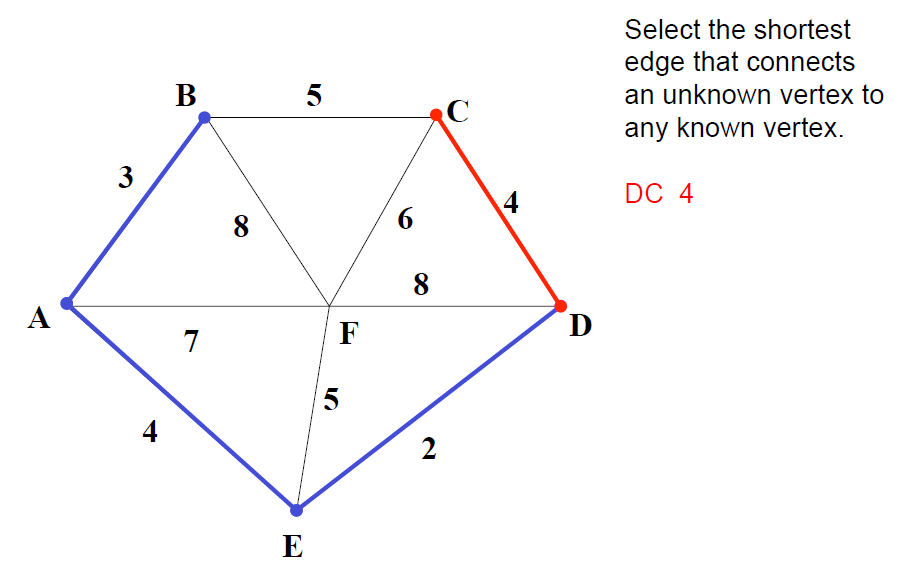 Select the shortest
edge that connects
an unknown vertex to
any known vertex.
DC 4
B
5
C
3
8
6
4
8
A
7
F
D
5
4
2
E